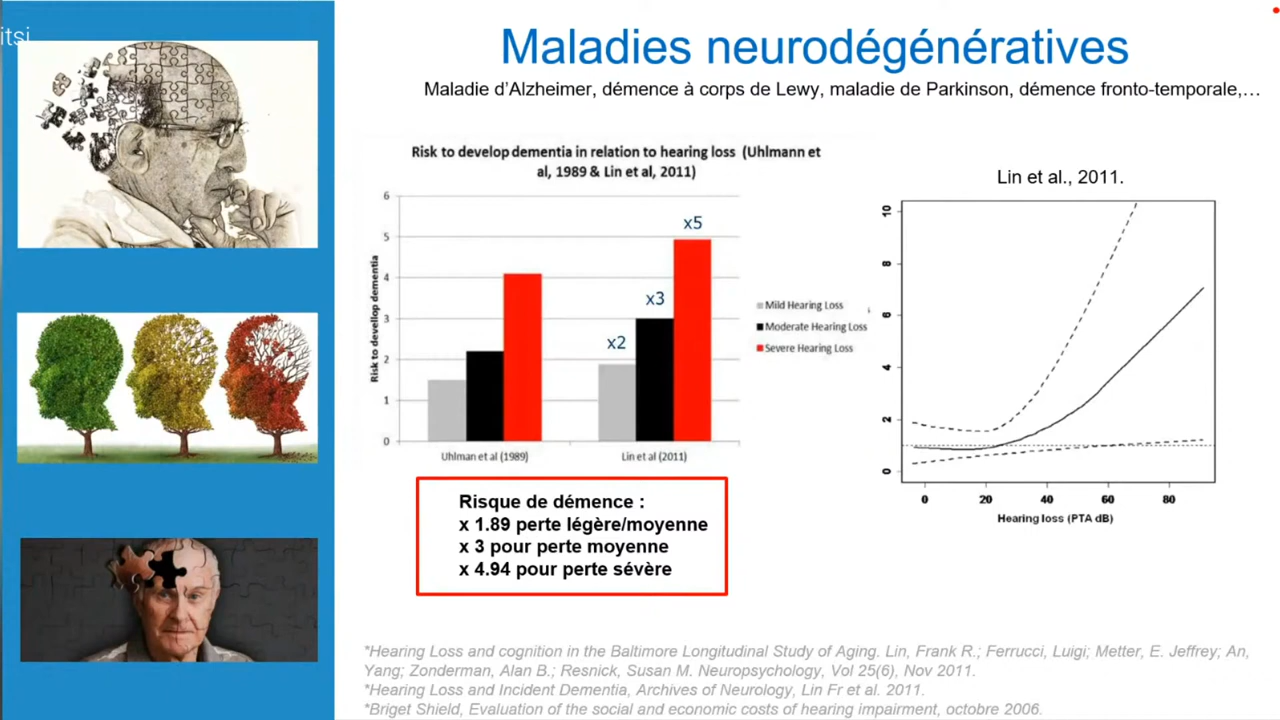 itsi
Maladies neurodégénératives
Maladie d'Alzheimer, démence à corps de Lewy, maladie de Parkinson, démence fronto-temporale,…
Risk to develop dementia in relation to hearing loss (Uhlmann et
al, 1989 & Lin et al, 2011)
Risk to devellop dementia
6
5
4
3
2
1
0
x2
x3
x5
Uhlman et al (1989)
Lin et al (2011)
Mild Hearing Loss
Moderate Hearing Loss
Severe Hearing Loss
Lin et al., 2011.
10
8
6
4
2
0
0 20 40 60 80
Hearing loss (PTA dB)
Risque de démence :
x 1.89 perte légère/moyenne
x 3 pour perte moyenne
x 4.94 pour perte sévère
*Hearing Loss and cognition in the Baltimore Longitudinal Study of Aging. Lin, Frank R.; Ferrucci, Luigi; Metter, E. Jeffrey; An,
Yang; Zonderman, Alan B.; Resnick, Susan M. Neuropsychology, Vol 25(6), Nov 2011.
*Hearing Loss and Incident Dementia, Archives of Neurology, Lin Fr et al. 2011.
*Briget Shield, Evaluation of the social and economic costs of hearing impairment, octobre 2006.